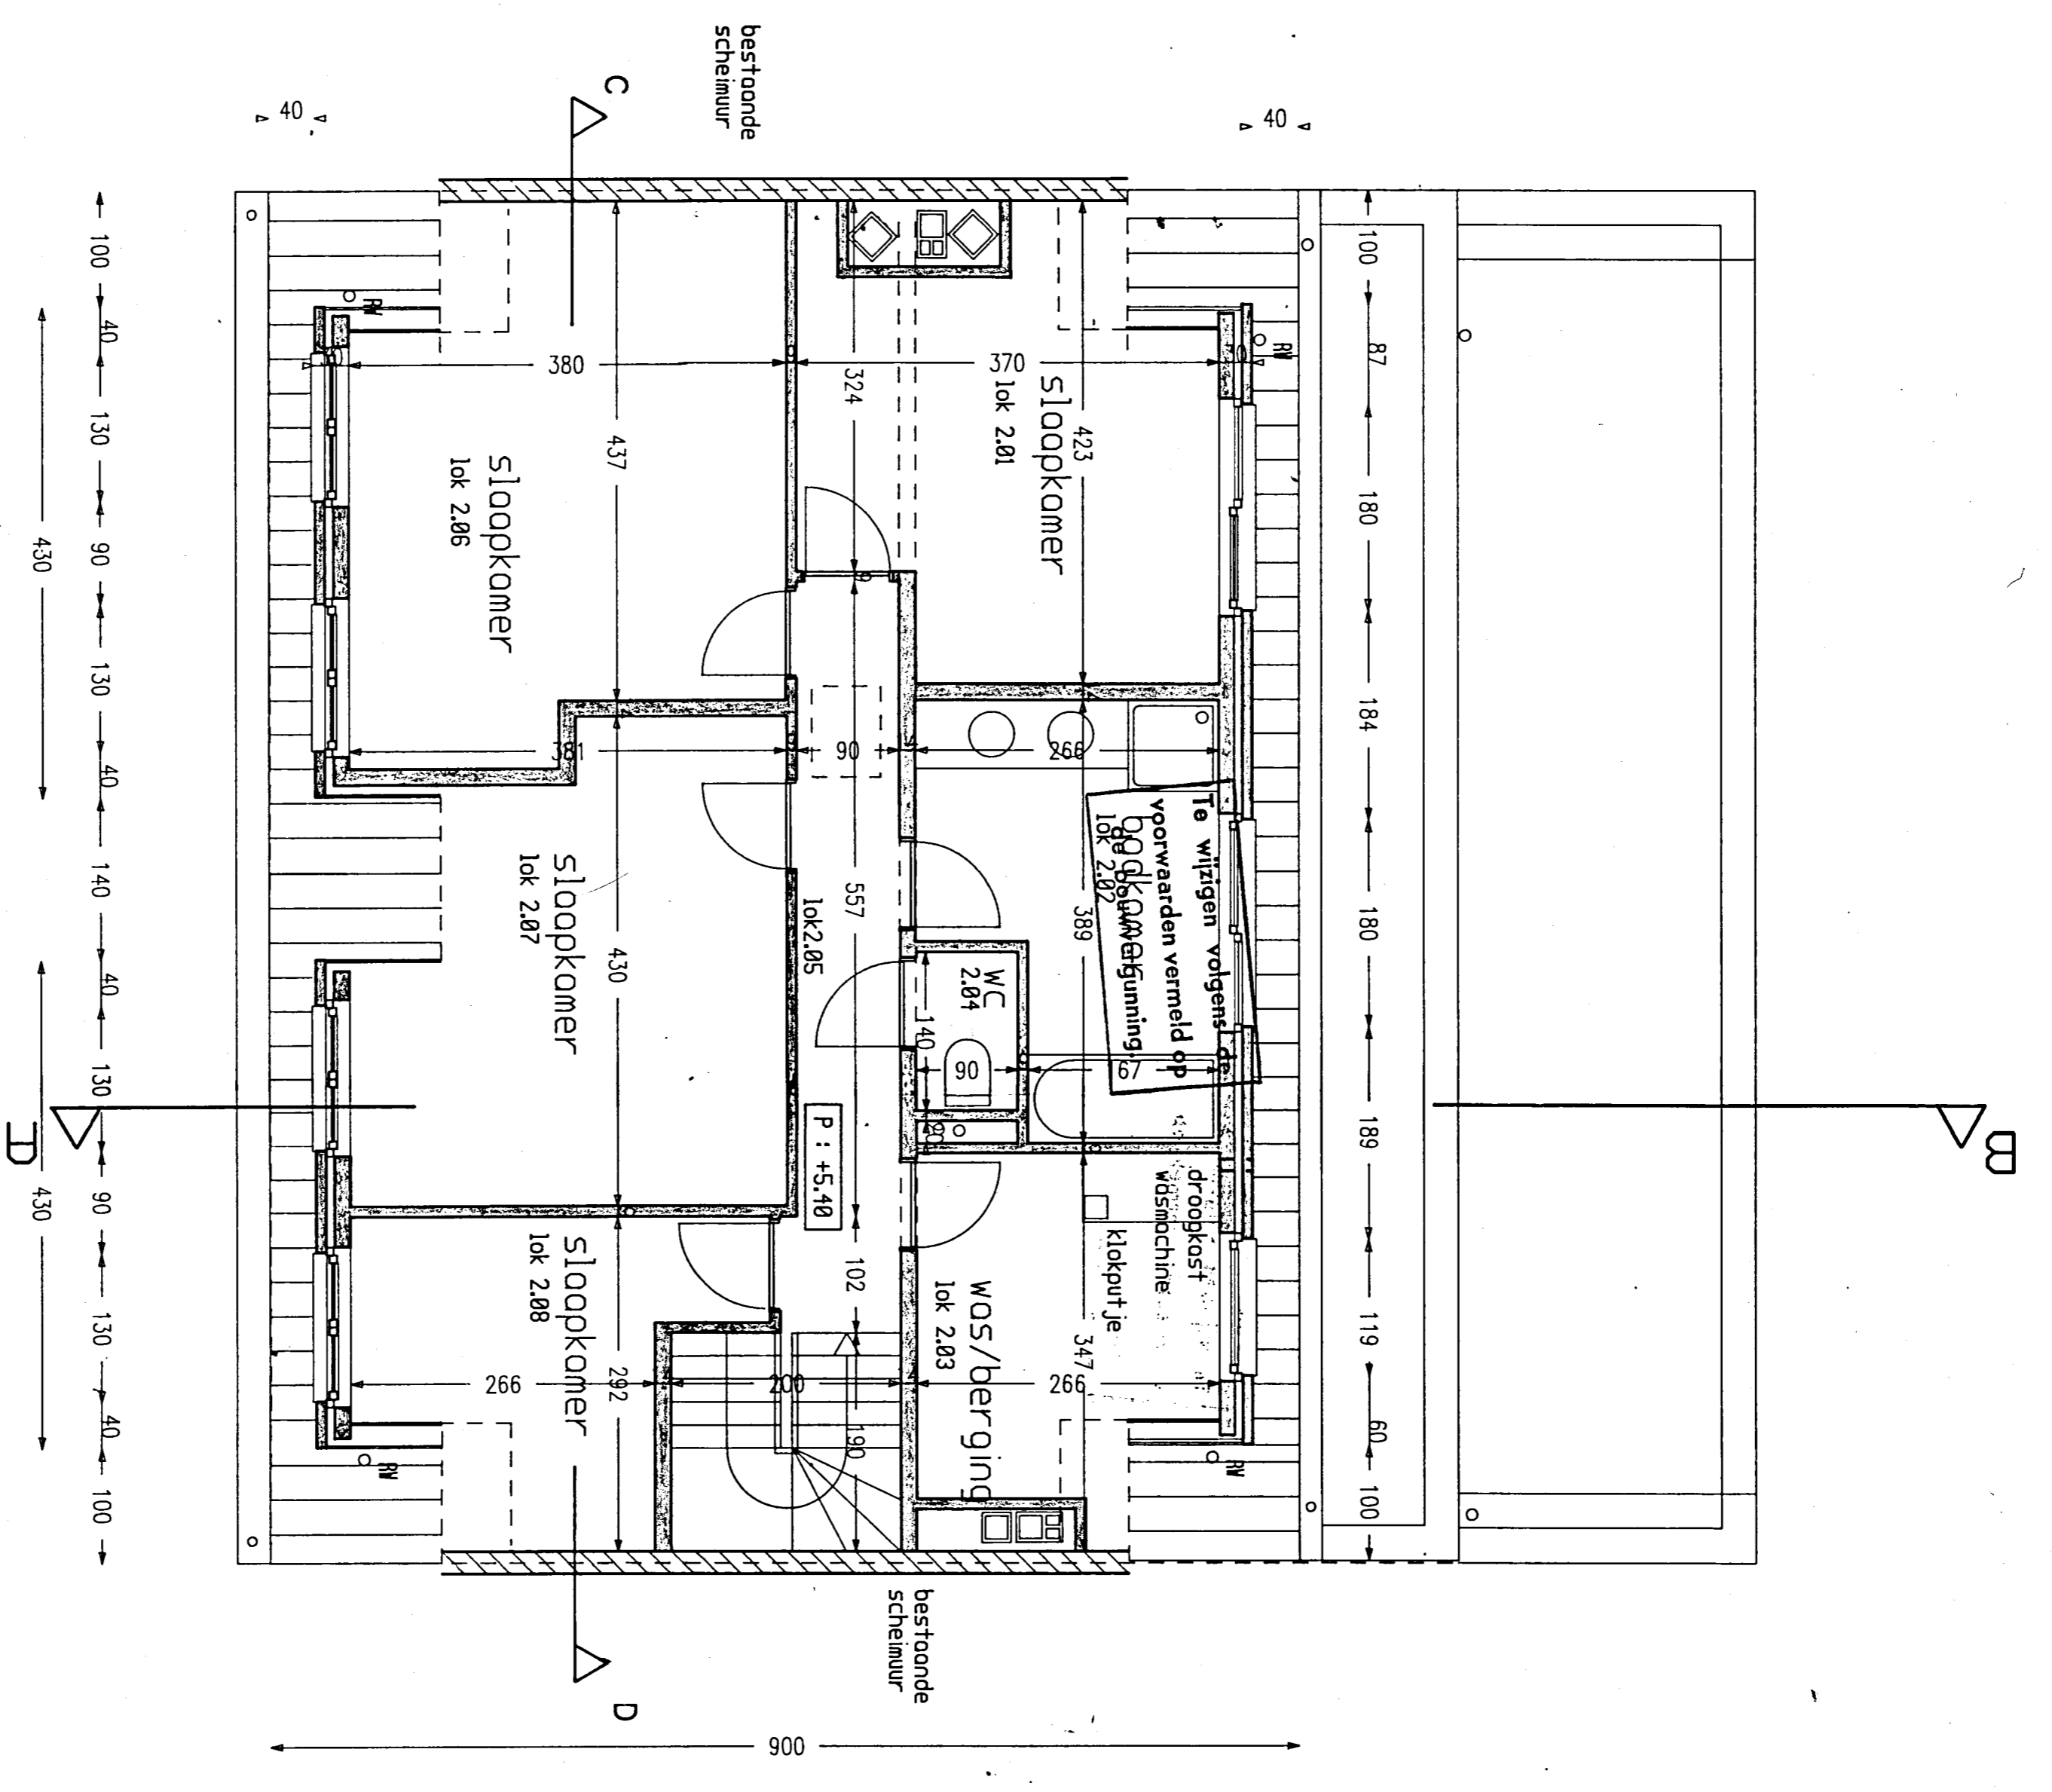 bestaande
scheimuur
C
40
40
100
40
130
90
130
40
140
40
130
90
130
40
100
430
430
RW
RW
RW
RW
380
370
324
437
423
slaapkamer
lok 2.06
slaapkamer
lok 2.01
100
87
180
184
180
189
119
60
100
381
90
266
slaapkamer
lok 2.07
430
lok2.05
557
389
badkamer
lok 2.02
Te wijzigen volgens de
voorwaarden vermeld op
de bouwvergunning.
WC
2.04
140
90
67
P : +5.40
droogkast
wasmachine
klokputje
slaapkamer
lok 2.08
102
was/berging
lok 2.03
347
266
292
200
190
266
B
D
bestaande
scheimuur
D
900